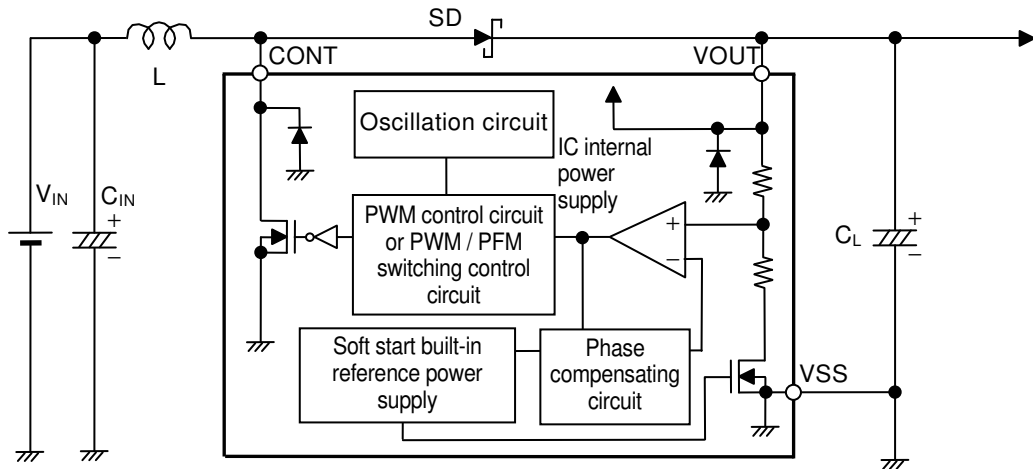 SD
CONT
VOUT
L
Oscillation circuit
IC internal
power
supply
VIN
CIN
+
−
PWM control circuit
or PWM / PFM
switching control
circuit
+
−
CL
+
−
Soft start built-in
reference power
supply
Phase
compensating
circuit
VSS